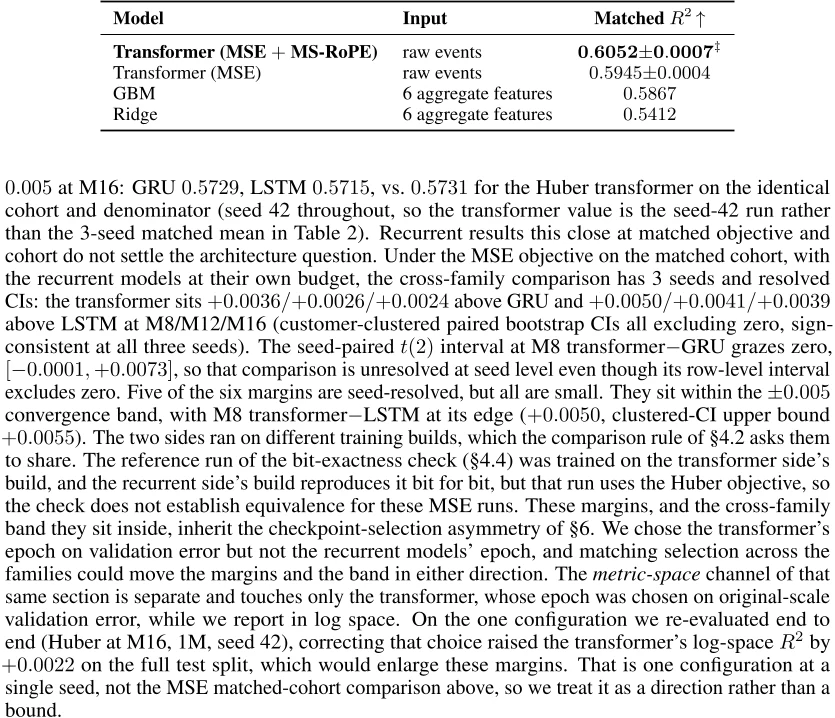 Model Input Matched R² ↑
Transformer (MSE + MS-RoPE) raw events 0.6052±0.0007‡
Transformer (MSE) raw events 0.5945±0.0004
GBM 6 aggregate features 0.5867
Ridge 6 aggregate features 0.5412
0.005 at M16: GRU 0.5729, LSTM 0.5715, vs. 0.5731 for the Huber transformer on the identical
cohort and denominator (seed 42 throughout, so the transformer value is the seed-42 run rather
than the 3-seed matched mean in Table 2). Recurrent results this close at matched objective and
cohort do not settle the architecture question. Under the MSE objective on the matched cohort, with
the recurrent models at their own budget, the cross-family comparison has 3 seeds and resolved
CIs: the transformer sits +0.0036/+0.0026/+0.0024 above GRU and +0.0050/+0.0041/+0.0039
above LSTM at M8/M12/M16 (customer-clustered paired bootstrap CIs all excluding zero, sign-
consistent at all three seeds). The seed-paired t(2) interval at M8 transformer−GRU grazes zero,
[−0.0001, +0.0073], so that comparison is unresolved at seed level even though its row-level interval
excludes zero. Five of the six margins are seed-resolved, but all are small. They sit within the ±0.005
convergence band, with M8 transformer−LSTM at its edge (+0.0050, clustered-CI upper bound
+0.0055). The two sides ran on different training builds, which the comparison rule of §4.2 asks them
to share. The reference run of the bit-exactness check (§4.4) was trained on the transformer side's
build, and the recurrent side's build reproduces it bit for bit, but that run uses the Huber objective, so
the check does not establish equivalence for these MSE runs. These margins, and the cross-family
band they sit inside, inherit the checkpoint-selection asymmetry of §6. We chose the transformer's
epoch on validation error but not the recurrent models' epoch, and matching selection across the
families could move the margins and the band in either direction. The metric-space channel of that
same section is separate and touches only the transformer, whose epoch was chosen on original-scale
validation error, while we report in log space. On the one configuration we re-evaluated end to
end (Huber at M16, 1M, seed 42), correcting that choice raised the transformer's log-space R² by
+0.0022 on the full test split, which would enlarge these margins. That is one configuration at a
single seed, not the MSE matched-cohort comparison above, so we treat it as a direction rather than a
bound.